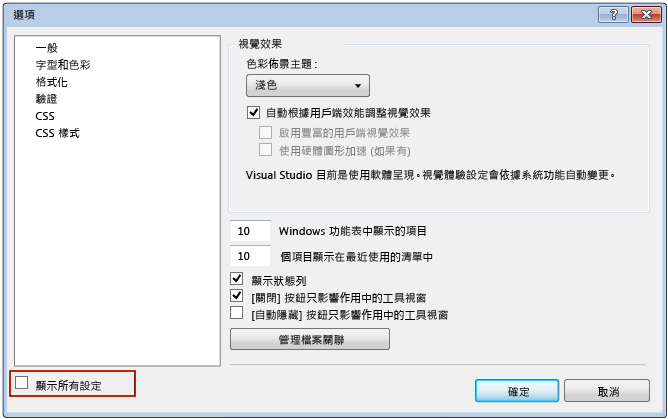 選項
一般
字型和色彩
格式化
驗證
CSS
CSS 樣式
顯示所有設定
視覺效果
色彩佈景主題：
淺色
自動根據用戶端效能調整視覺效果
啟用豐富的用戶端視覺效果
使用硬體圖形加速 (如果有)
Visual Studio 目前是使用軟體呈現。視覺體驗設定會依據系統功能自動變更。
10 Windows 功能表中顯示的項目
10 個項目顯示在最近使用的清單中
顯示狀態列
[關閉] 按鈕只影響作用中的工具視窗
[自動隱藏] 按鈕只影響作用中的工具視窗
管理檔案關聯
確定
取消